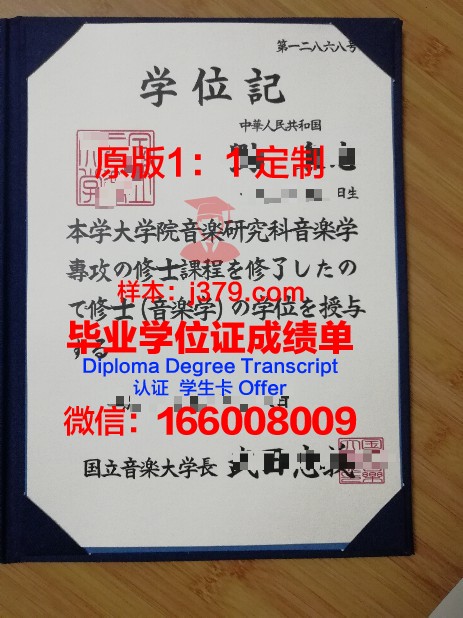 第一二八六八号
学位記
中華人民共和国
原版1：1定制
日生
本学大学院音楽研究科音楽学
専攻の修士課程を修了したの
样本：j379.com
で修士(音楽学)の学位を授与
毕业学位证成绩单
する
Diploma Degree Transcript
认证 学生卡 Offer
日
微信：166008009
国立音楽大学長